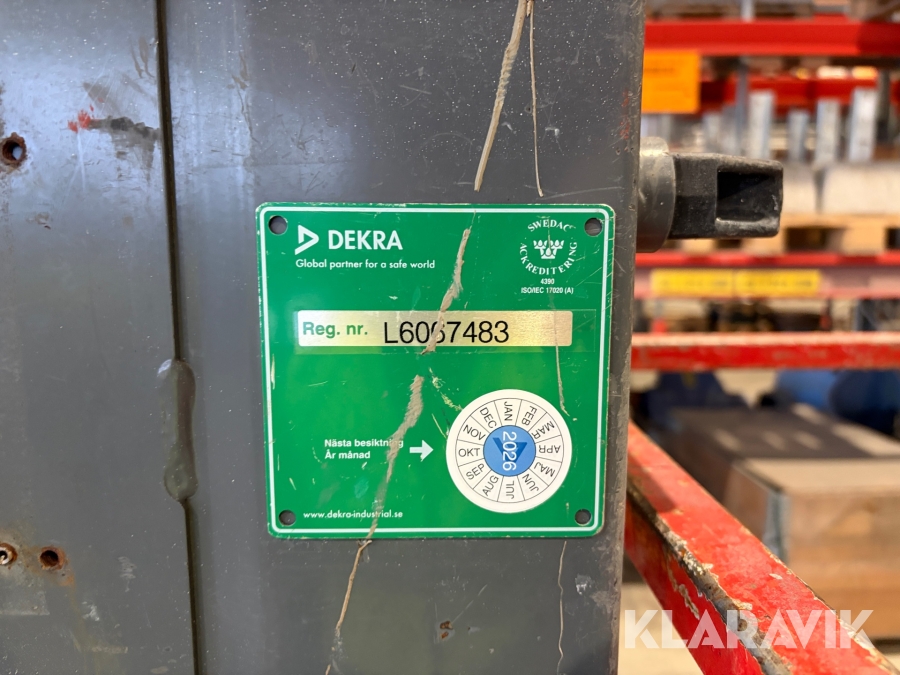 DEKRA
Global partner for a safe world
SWEDAC
ACKREDITERING
4390
ISO/IEC 17020 (A)
Reg. nr. L6067483
Nästa besiktning
År månad
JAN FEB MAR APR MAJ JUN JUL AUG SEP OKT NOV DEC
2026
www.dekra-industrial.se
KLARAVIK